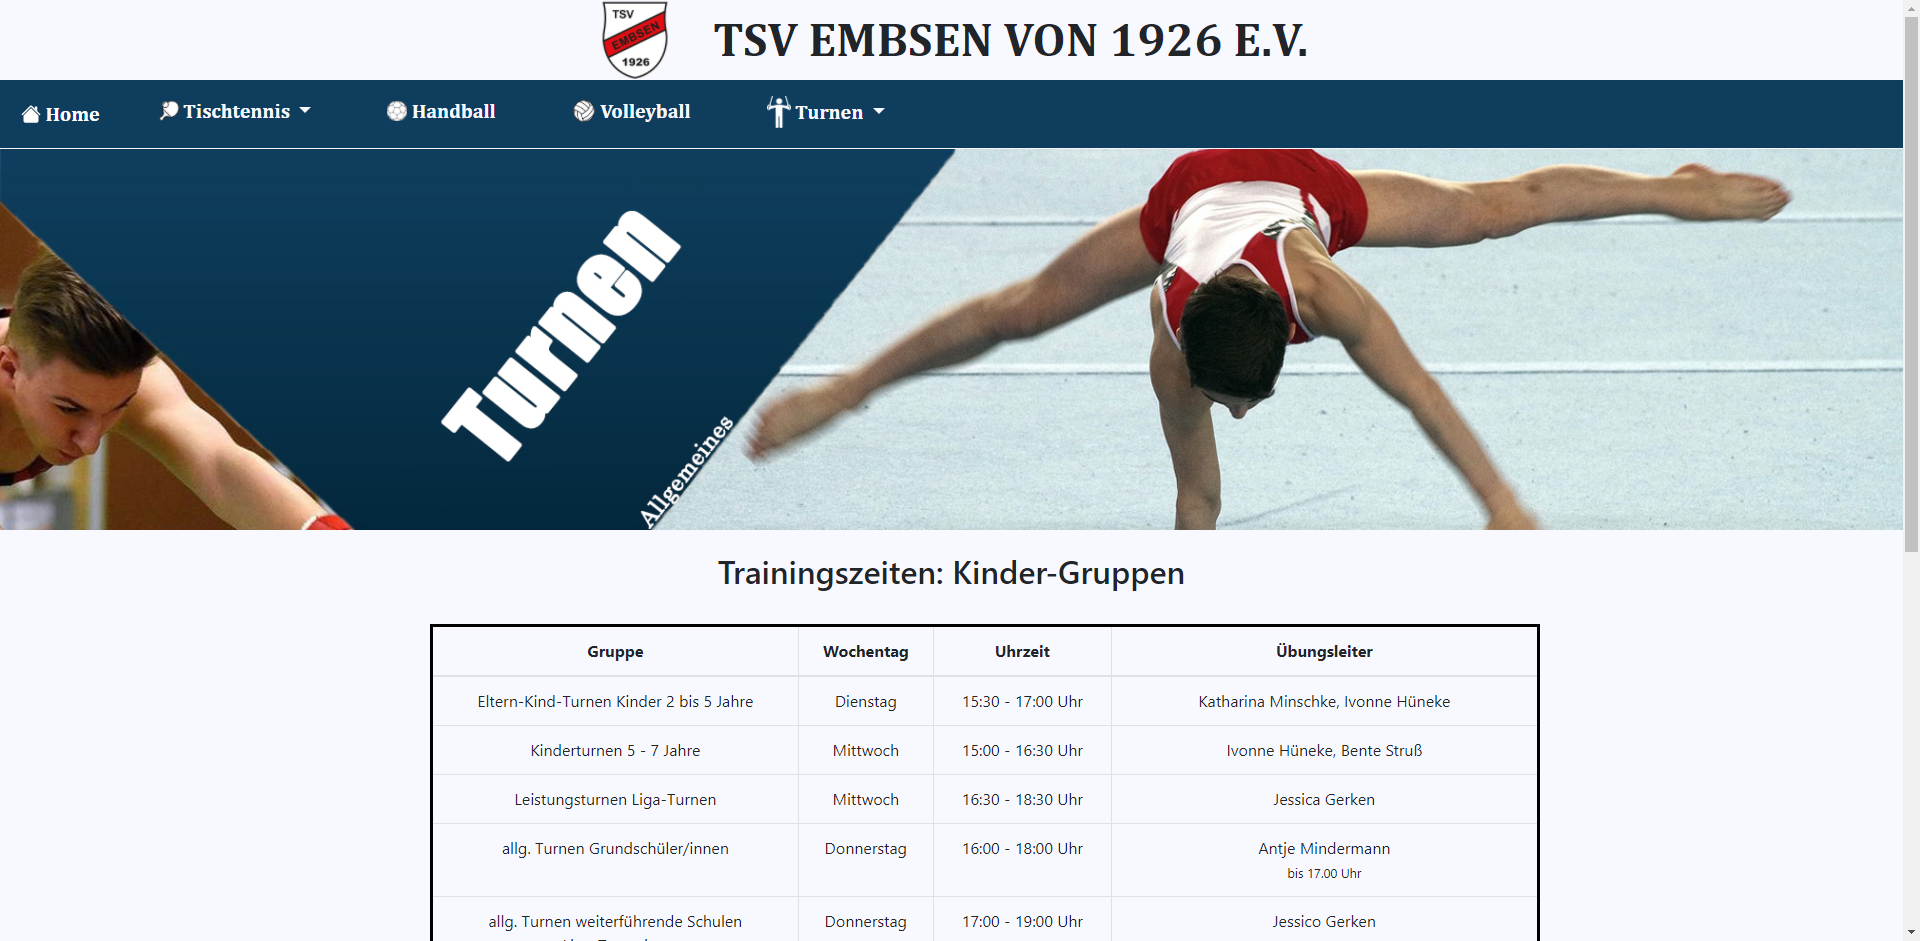 TSV
EMBSEN
1926
TSV EMBSEN VON 1926 E.V.
Home Tischtennis Handball Volleyball Turnen
Turnen
Allgemeines
Trainingszeiten: Kinder-Gruppen
Gruppe Wochentag Uhrzeit Übungsleiter
Eltern-Kind-Turnen Kinder 2 bis 5 Jahre Dienstag 15:30 - 17:00 Uhr Katharina Minschke, Ivonne Hüneke
Kinderturnen 5 - 7 Jahre Mittwoch 15:00 - 16:30 Uhr Ivonne Hüneke, Bente Struß
Leistungsturnen Liga-Turnen Mittwoch 16:30 - 18:30 Uhr Jessica Gerken
allg. Turnen Grundschüler/innen Donnerstag 16:00 - 18:00 Uhr Antje Mindermann
bis 17.00 Uhr
allg. Turnen weiterführende Schulen Donnerstag 17:00 - 19:00 Uhr Jessico Gerken